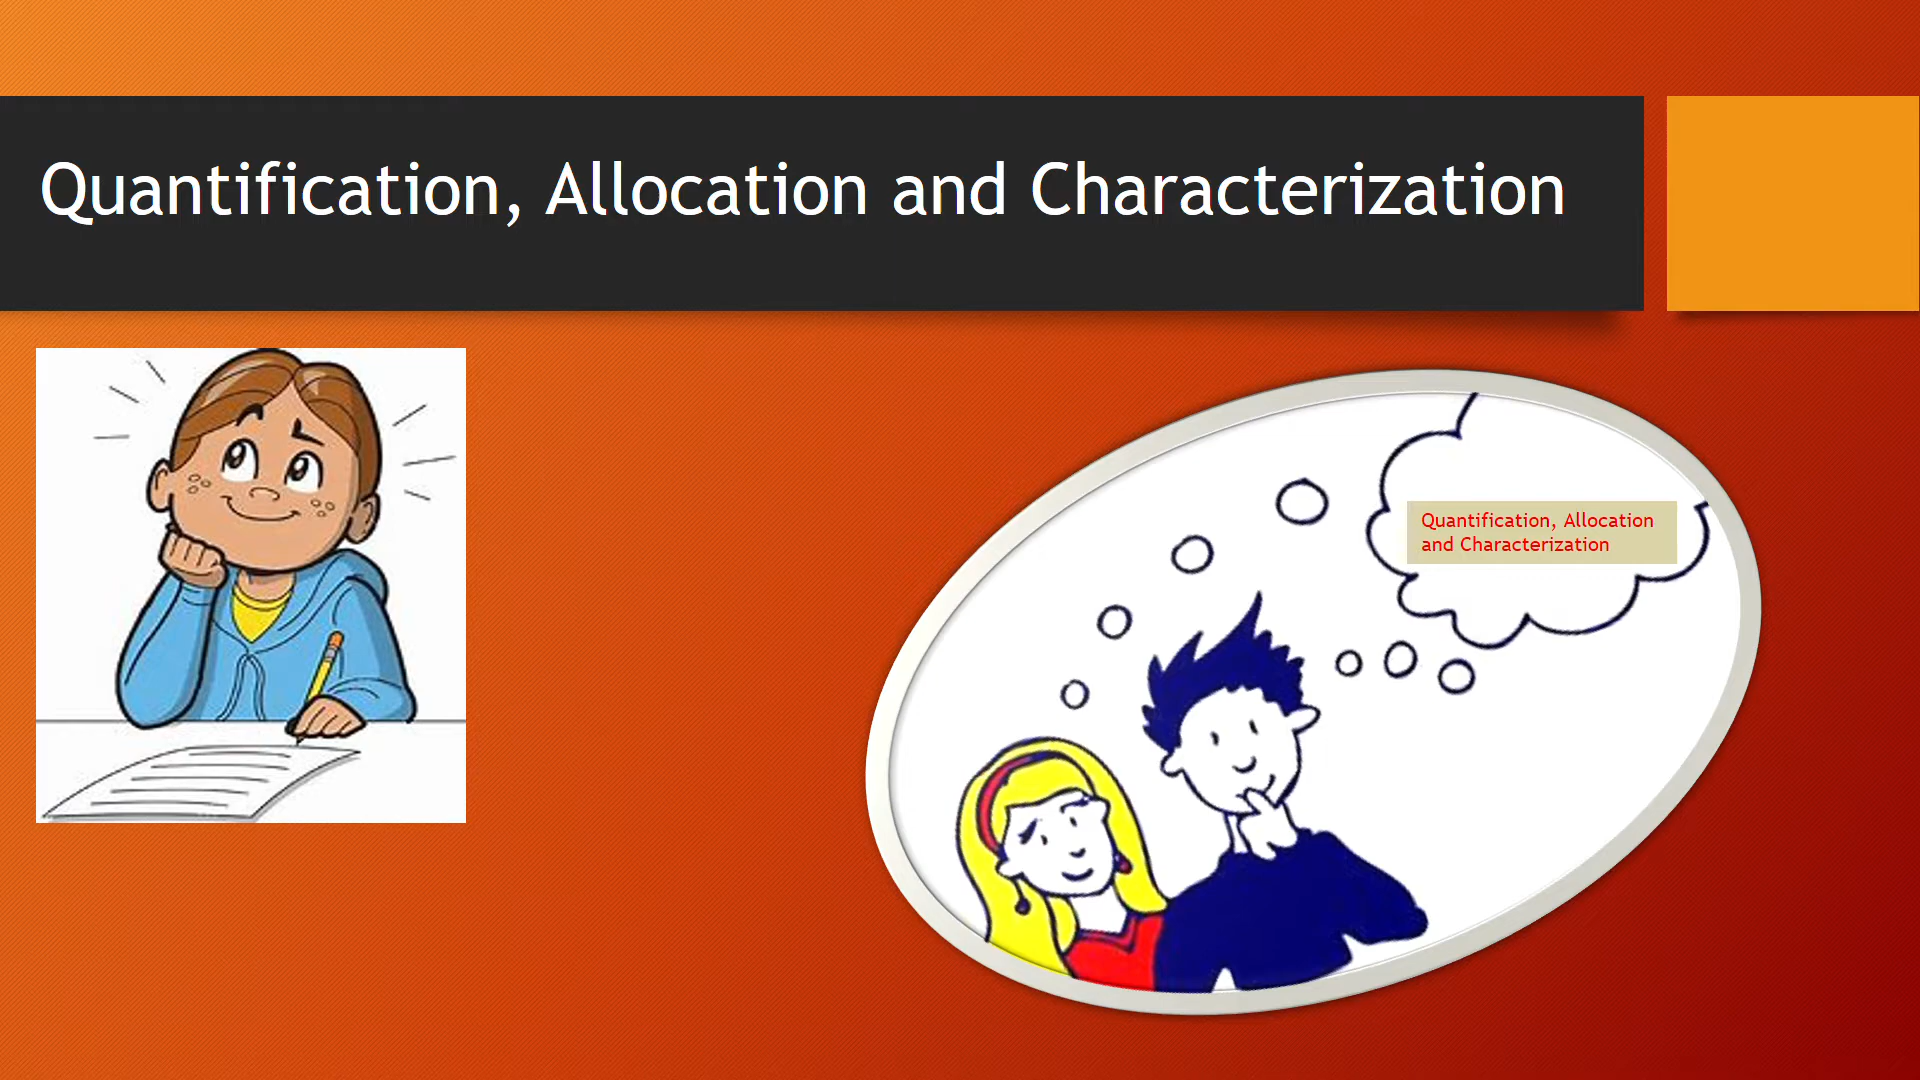 Quantification, Allocation and Characterization
Quantification, Allocation
and Characterization